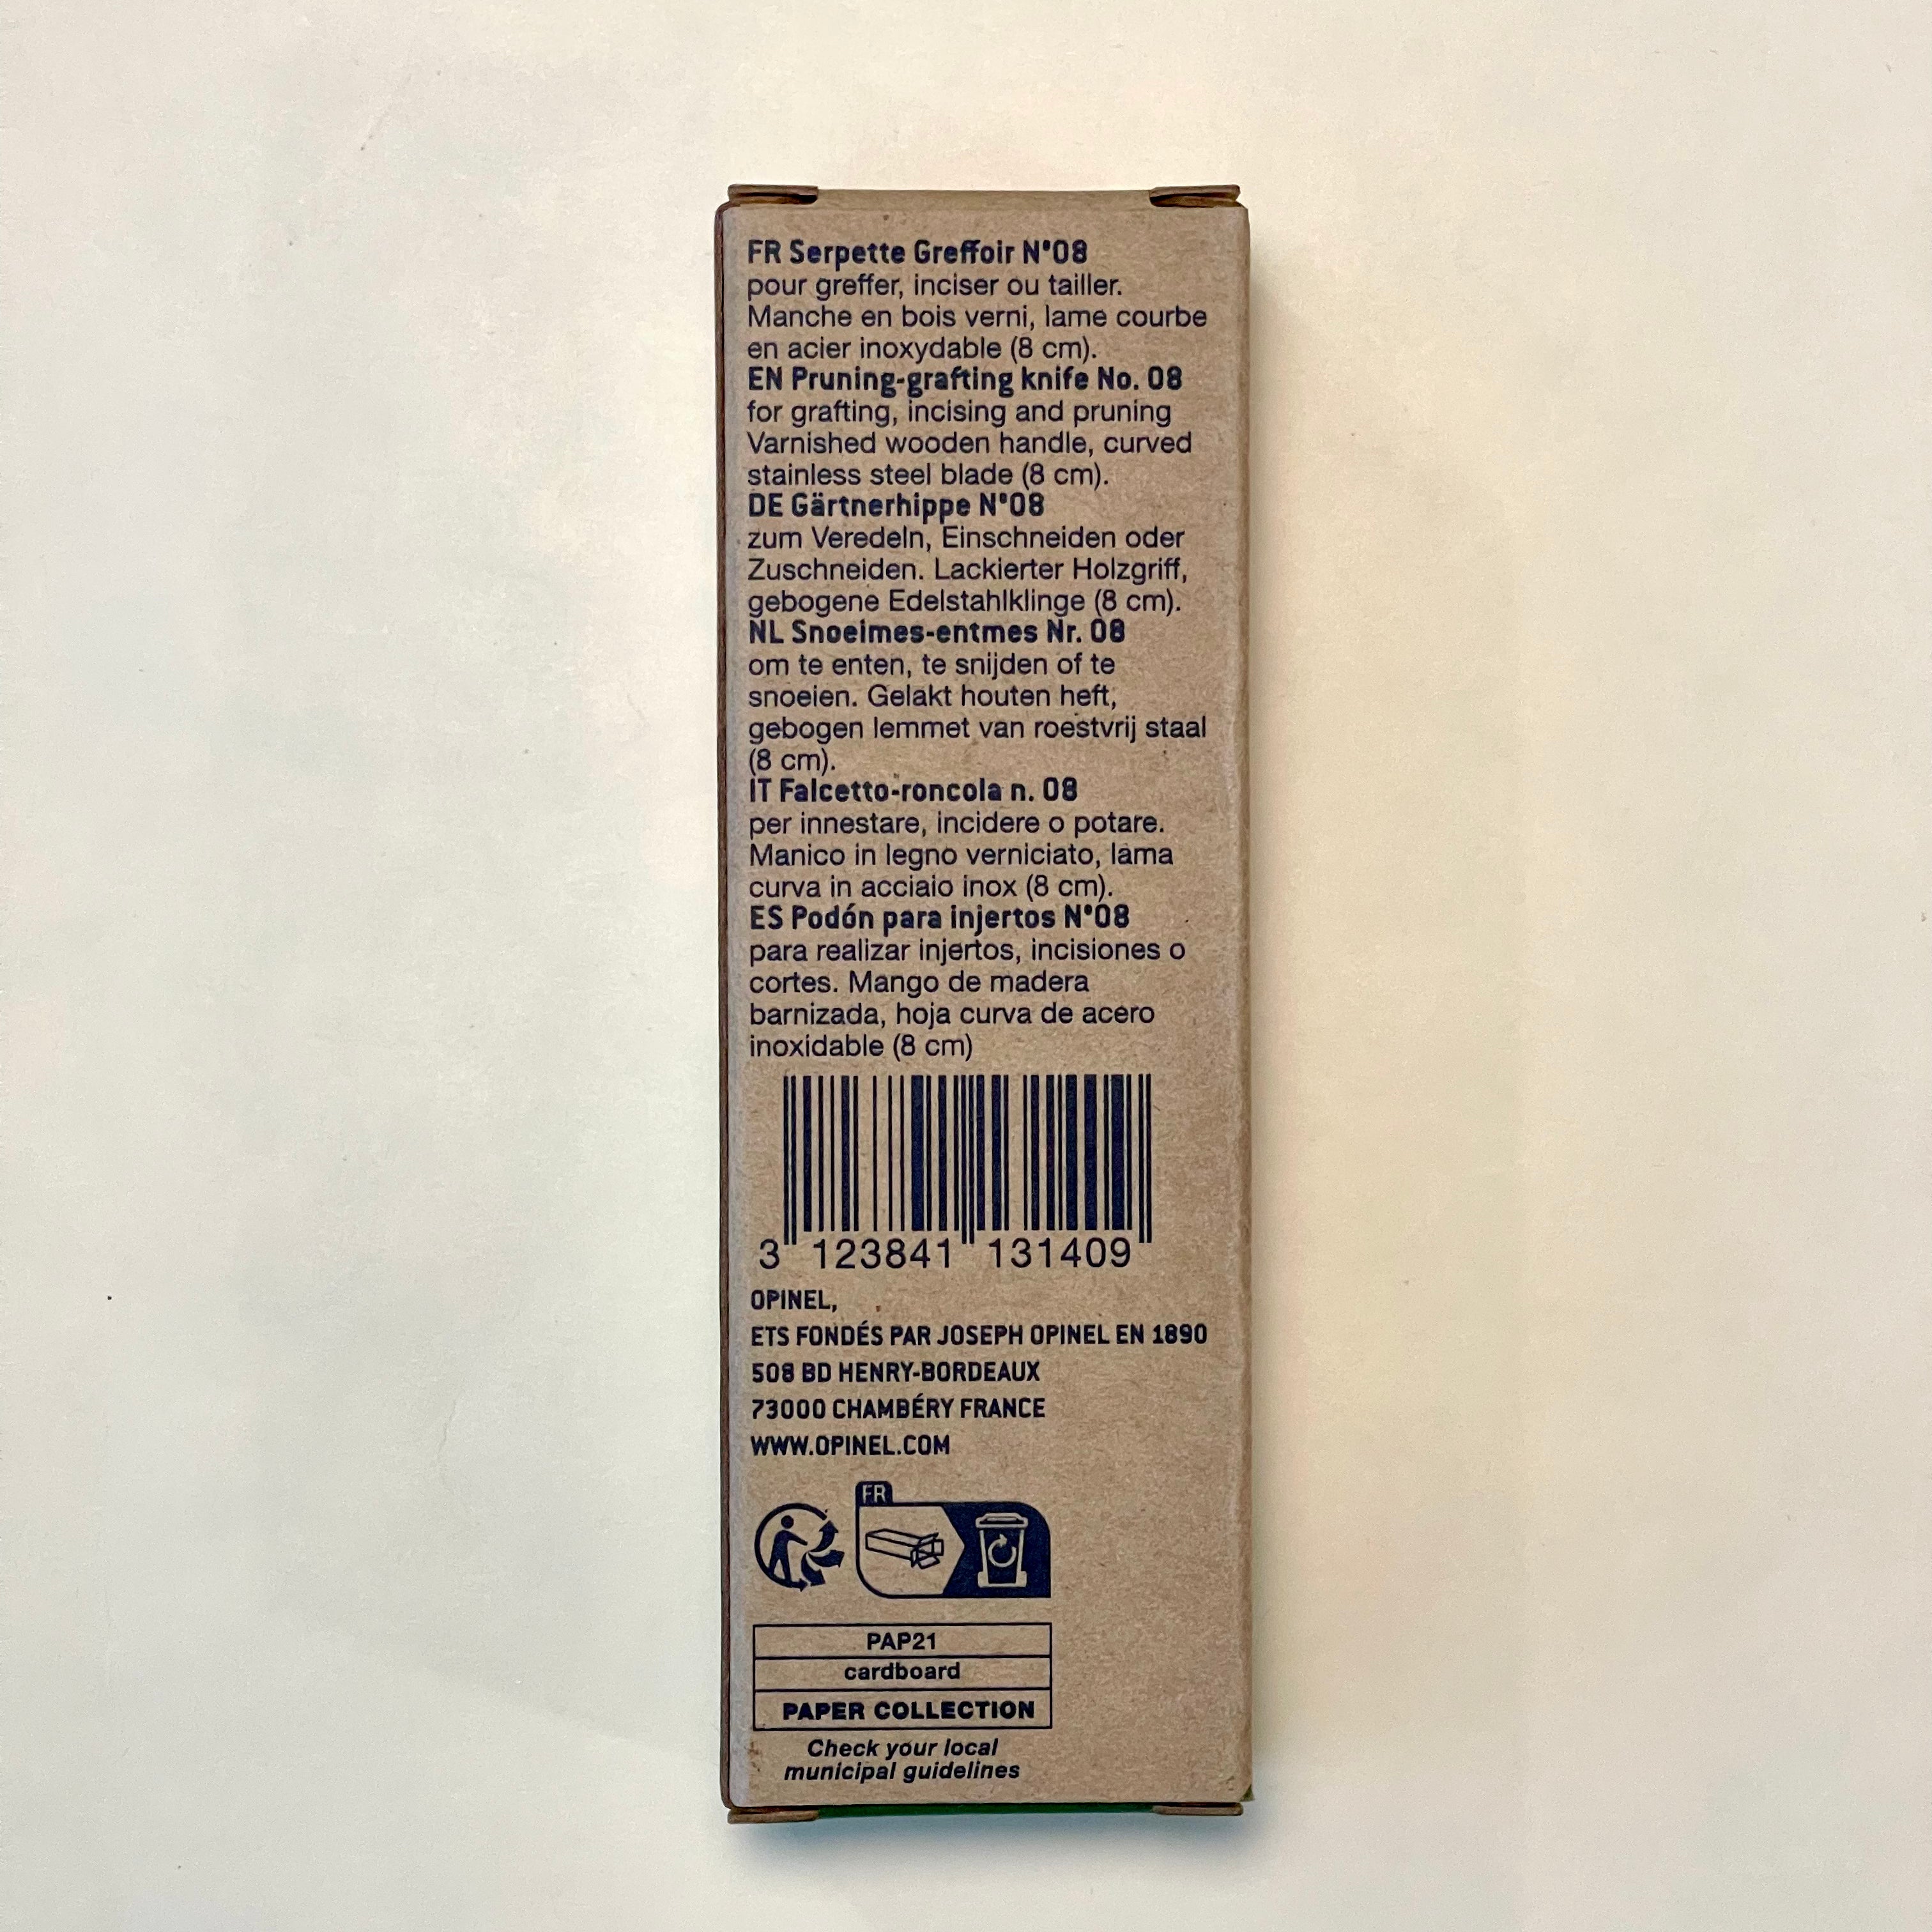 FR Serpette Greffoir N°08
pour greffer, inciser ou tailler.
Manche en bois verni, lame courbe
en acier inoxydable (8 cm).
EN Pruning-grafting knife No. 08
for grafting, incising and pruning
Varnished wooden handle, curved
stainless steel blade (8 cm).
DE Gärtnerhippe N°08
zum Veredeln, Einschneiden oder
Zuschneiden. Lackierter Holzgriff,
gebogene Edelstahlklinge (8 cm).
NL Snoeimes-entmes Nr. 08
om te enten, te snijden of te
snoeien. Gelakt houten heft,
gebogen lemmet van roestvrij staal
(8 cm).
IT Falcetto-roncola n. 08
per innestare, incidere o potare.
Manico in legno verniciato, lama
curva in acciaio inox (8 cm).
ES Podón para injertos N°08
para realizar injertos, incisiones o
cortes. Mango de madera
barnizada, hoja curva de acero
inoxidable (8 cm)
3 123841 131409
OPINEL,
ETS FONDÉS PAR JOSEPH OPINEL EN 1890
508 BD HENRY-BORDEAUX
73000 CHAMBÉRY FRANCE
WWW.OPINEL.COM
FR
PAP21
cardboard
PAPER COLLECTION
Check your local
municipal guidelines